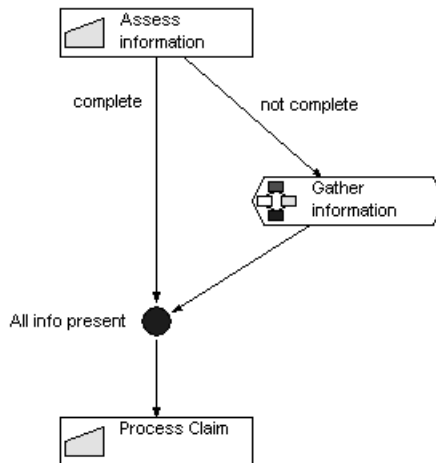 Assess
information
complete
not complete
Gather
information
All info present
Process Claim